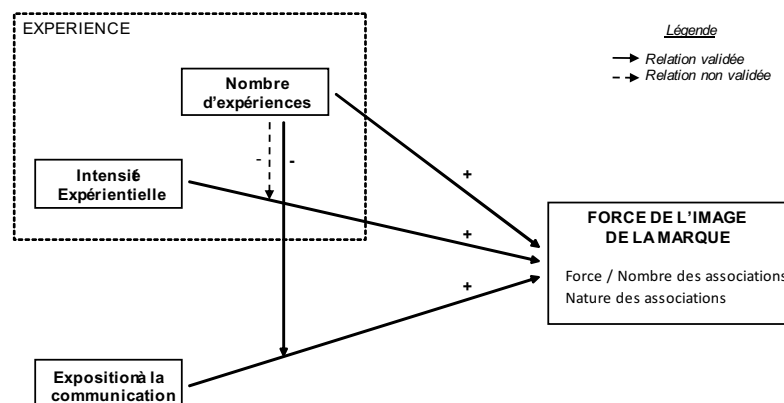 EXPERIENCE
Légende
Relation validée
Relation non validée
Nombre
d'expériences
-
-
Intensité
Expérientielle
+
+
+
FORCE DE L'IMAGE
DE LA MARQUE
Force / Nombre des associations
Nature des associations
Exposition à la
communication